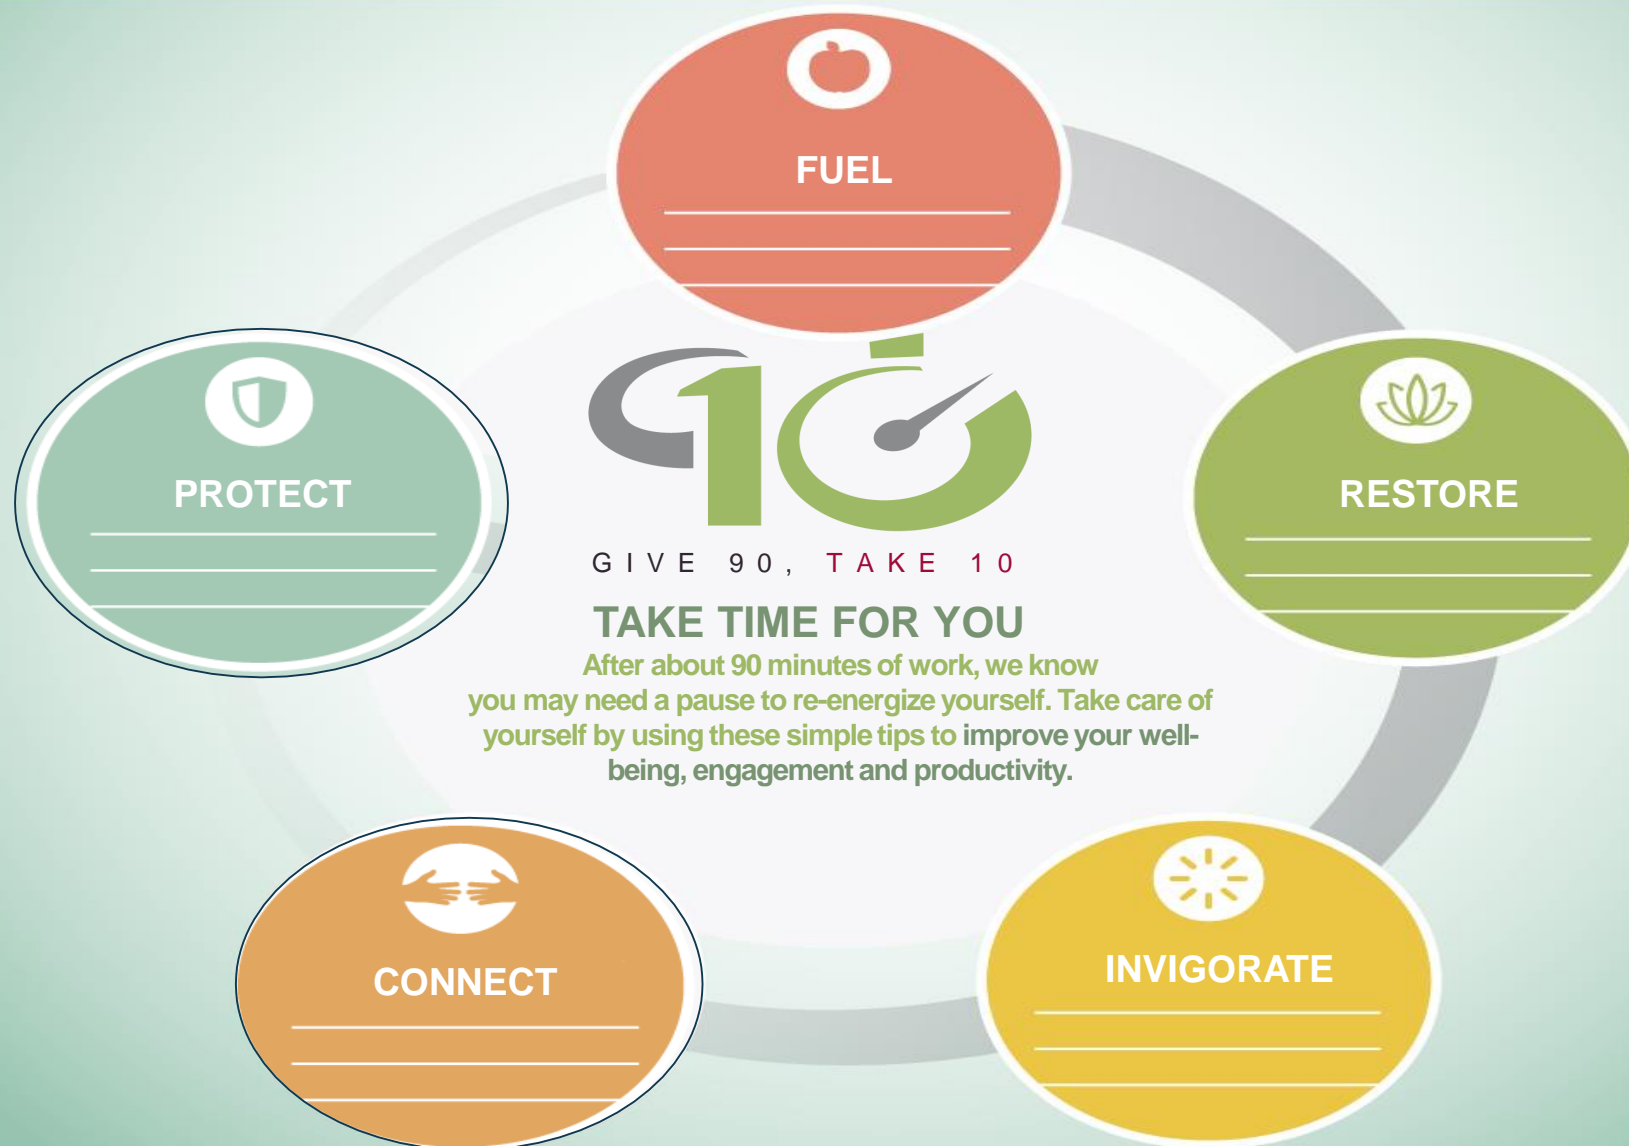 FUEL
PROTECT
RESTORE
910
GIVE 90, TAKE 10
TAKE TIME FOR YOU
After about 90 minutes of work, we know
you may need a pause to re-energize yourself. Take care of
yourself by using these simple tips to improve your well-
being, engagement and productivity.
CONNECT
INVIGORATE